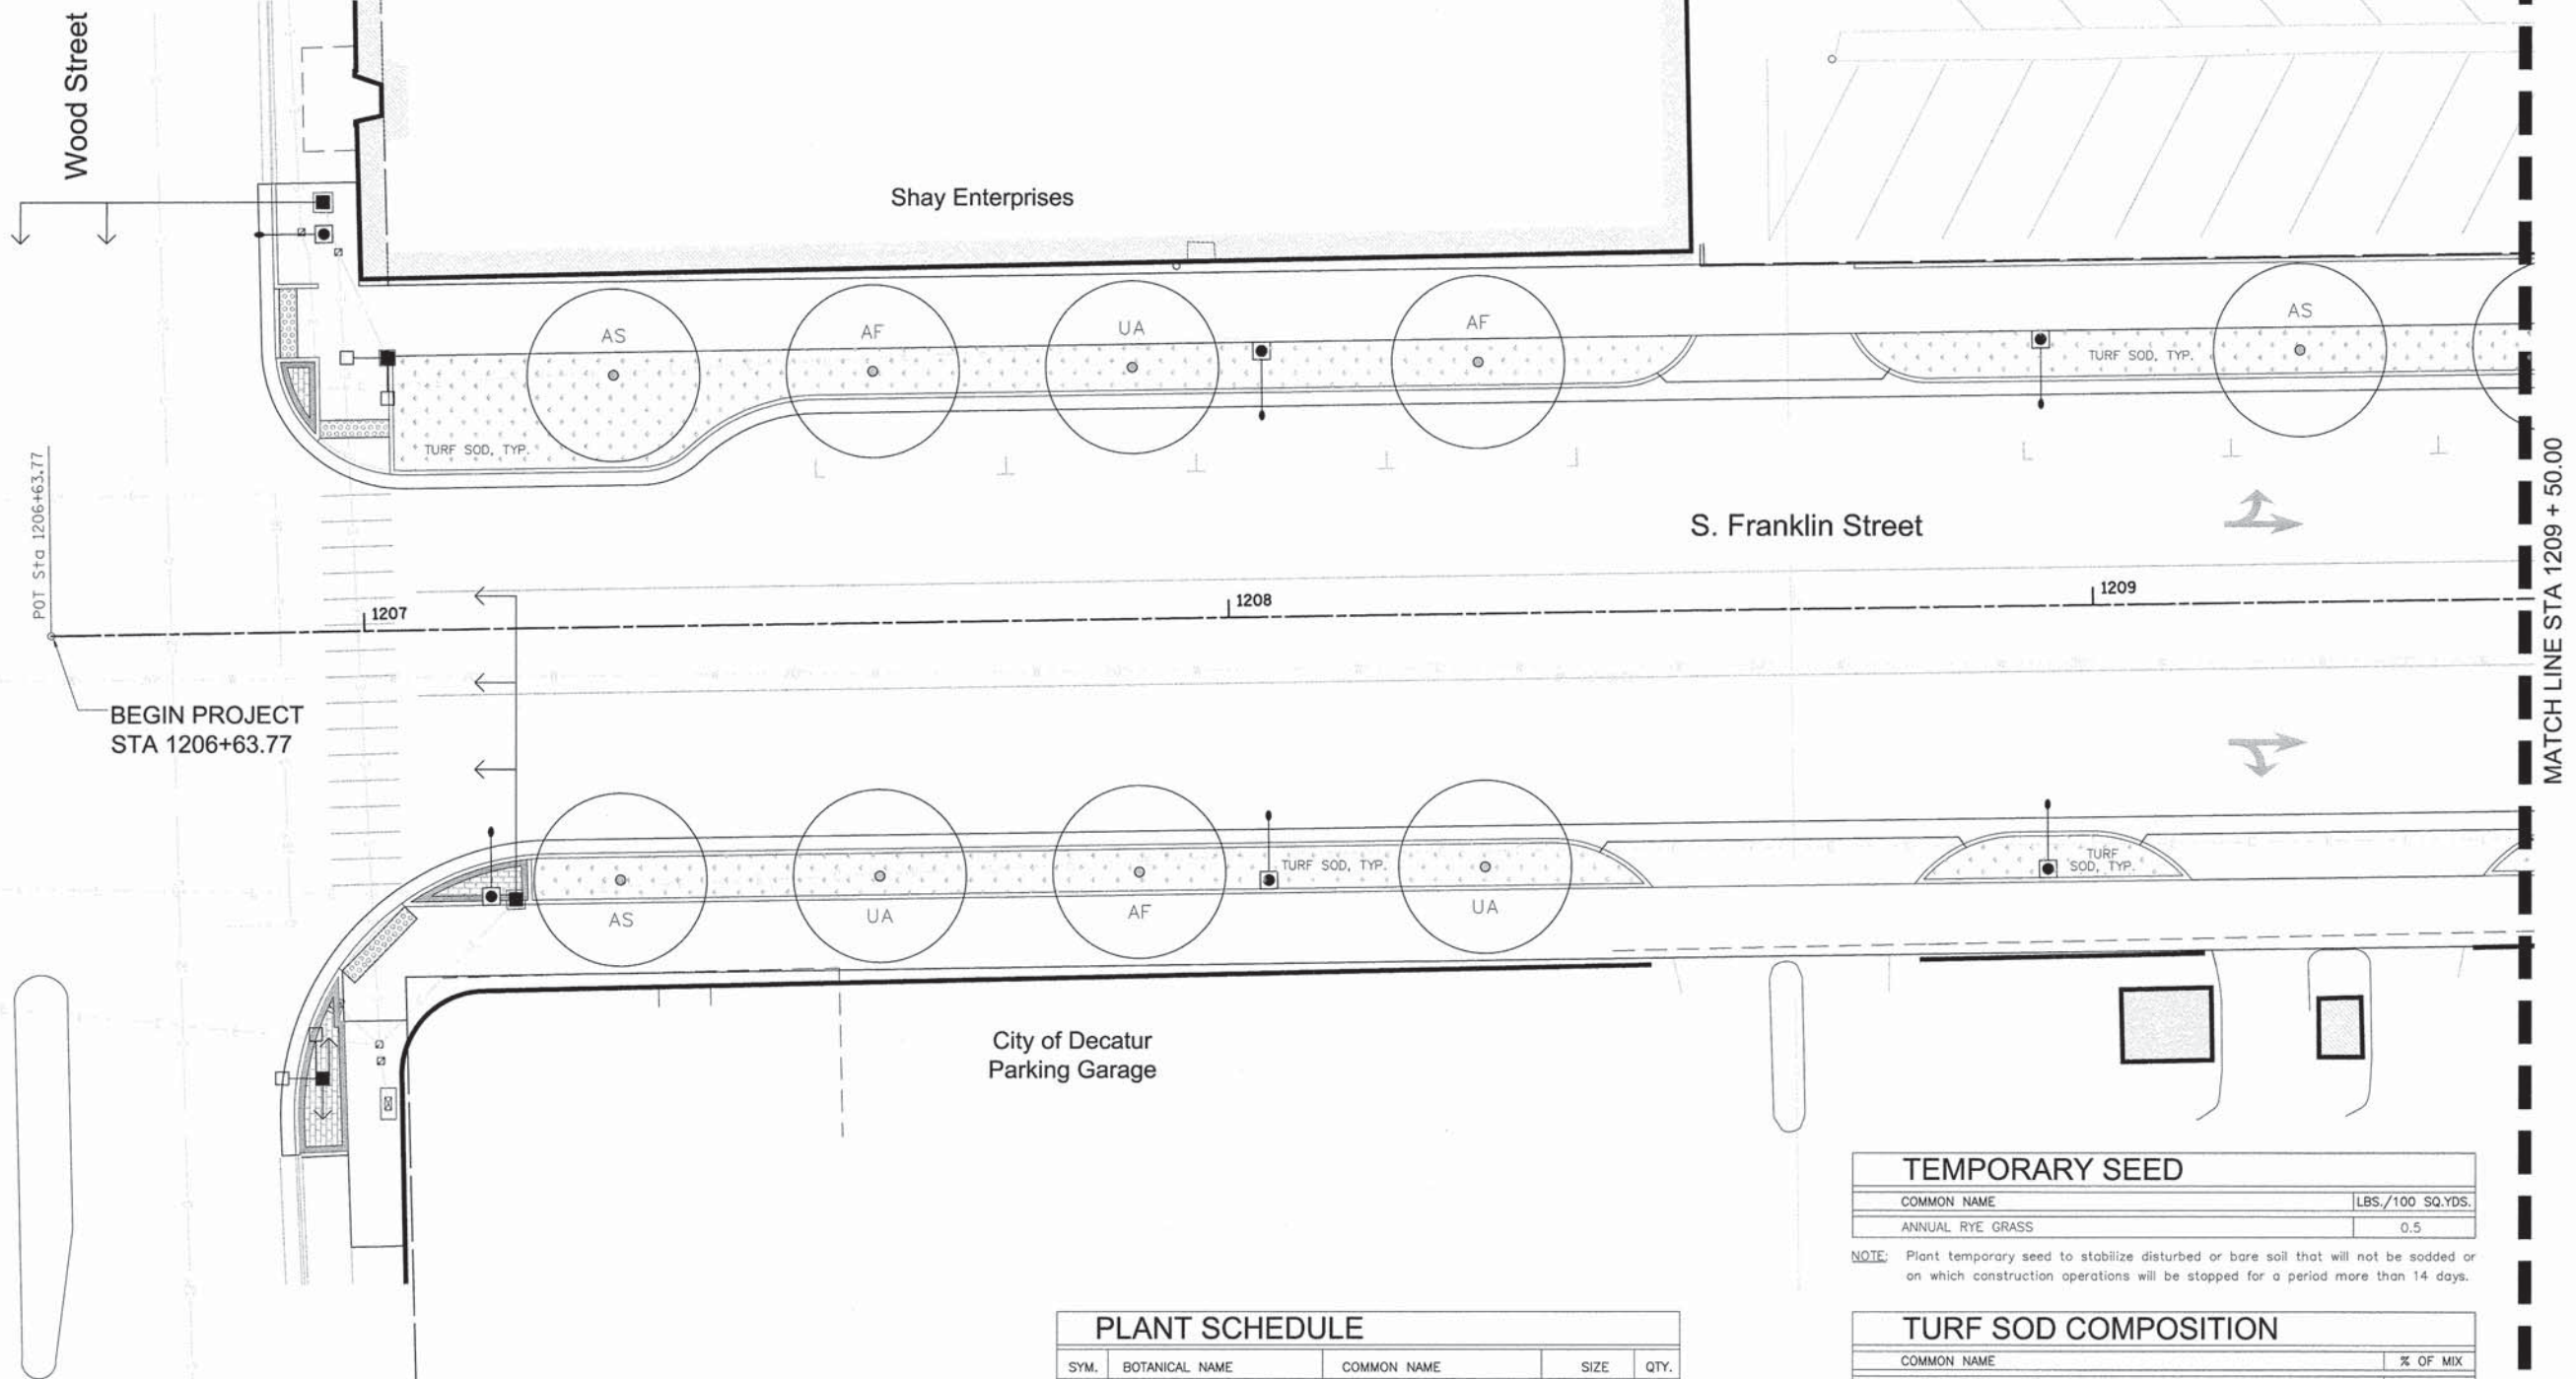 Wood Street
Shay Enterprises
AS
AF
UA
AF
AS
TURF SOD, TYP.
TURF SOD, TYP.
POT Sta 1206+63.77
S. Franklin Street
MATCH LINE STA 1209 + 50.00
1207
1208
1209
BEGIN PROJECT
STA 1206+63.77
TURF SOD, TYP.
TURF
SOD, TYP.
AS
UA
AF
UA
City of Decatur
Parking Garage
TEMPORARY SEED
COMMON NAME LBS./100 SQ.YDS.
ANNUAL RYE GRASS 0.5
NOTE: Plant temporary seed to stabilize disturbed or bare soil that will not be sodded or
on which construction operations will be stopped for a period more than 14 days.
PLANT SCHEDULE
SYM. BOTANICAL NAME COMMON NAME SIZE QTY.
TURF SOD COMPOSITION
COMMON NAME % OF MIX